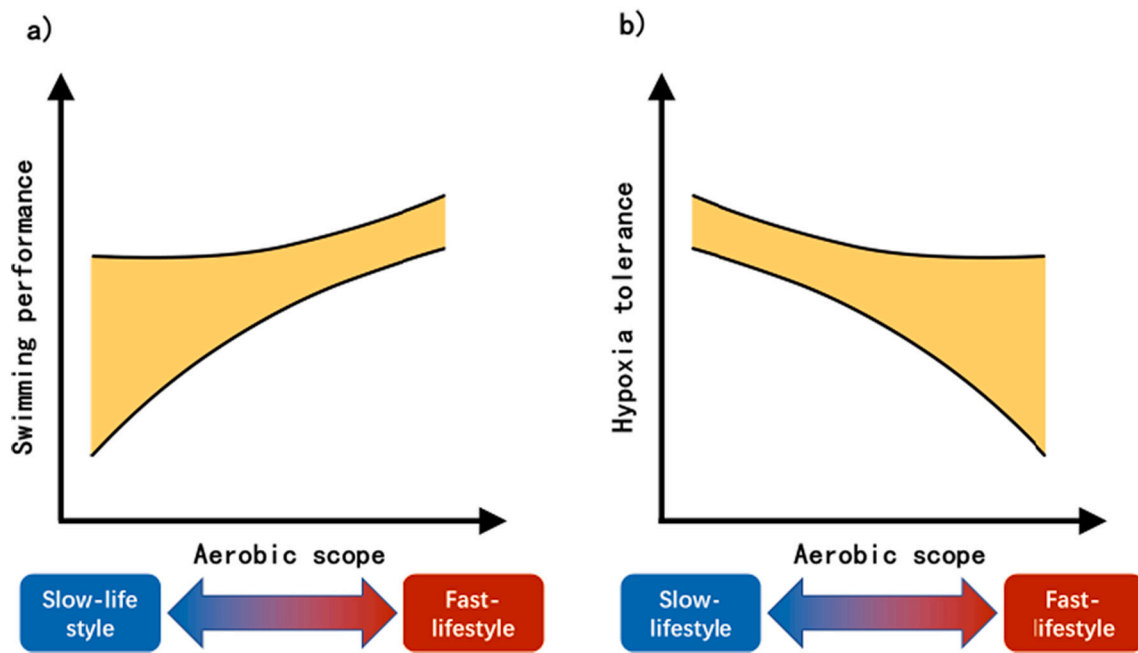 a)
Swimming performance
Aerobic scope
Slow-life
style
Fast-
lifestyle
b)
Hypoxia tolerance
Aerobic scope
Slow-
lifestyle
Fast-
lifestyle